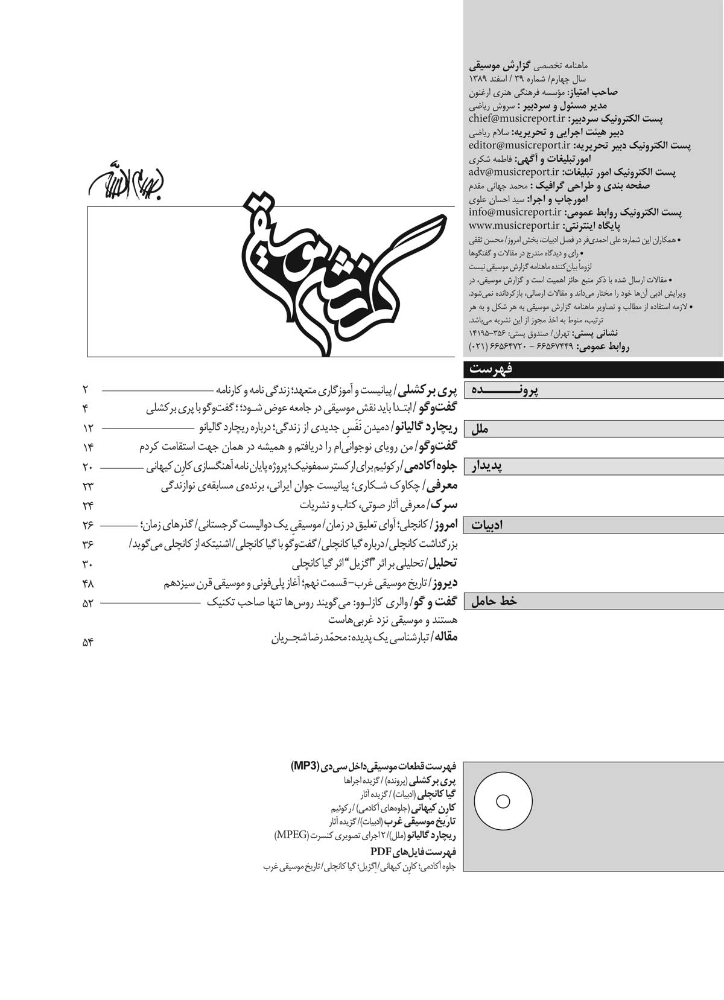 ماهنامه تخصصی گزارش موسیقی
سال چهارم/ شماره ۳۹ / اسفند ۱۳۸۹
صاحب امتیاز: مؤسسه فرهنگی هنری ارغنون
مدیر مسئول و سردبیر : سروش ریاضی
پست الکترونیک سردبیر: chief@musicreport.ir
دبیر هیئت اجرایی و تحریریه: سلام ریاضی
پست الکترونیک دبیر تحریریه: editor@musicreport.ir
امورتبلیغات و آگهی: فاطمه شکری
پست الکترونیک امور تبلیغات: adv@musicreport.ir
صفحه بندی و طراحی گرافیک : محمد جهانی مقدم
امورچاپ و اجرا: سید احسان علوی
پست الکترونیک روابط عمومی: info@musicreport.ir
پایگاه اینترنتی: www.musicreport.ir
• همکاران این شماره: علی احمدی‌فر در فصل ادبیات، بخش امروز/ محسن ثقفی
• رای و دیدگاه مندرج در مقالات و گفتگوها
لزوماً بیان‌کننده ماهنامه گزارش موسیقی نیست
• مقالات ارسال شده با ذکر منبع حائز اهمیت است و گزارش موسیقی، در
ویرایش ادبی آن‌ها خود را مختار می‌داند و مقالات ارسالی، بازگردانده نمی‌شود.
• لازمه استفاده از مطالب و تصاویر ماهنامه گزارش موسیقی به هر شکل و به هر
ترتیب، منوط به اخذ مجوز از این نشریه می‌باشد.
نشانی پستی: تهران/ صندوق پستی: ۳۵۶-۱۴۱۹۵
روابط عمومی: ۶۶۵۶۷۴۴۹ - ۶۶۵۶۴۷۲۰ (۰۲۱)
بسم الله
گزارش موسیقی
فهرست
پرونـــــــده
پری برکشلی/ پیانیست و آموزگاری متعهد؛ زندگی نامه و کارنامه ۲
گفت‌وگو / ابتـدا باید نقش موسیقی در جامعه عوض شـود؛ ؛ گفت‌وگو با پری برکشلی ۴
ملل
ریچارد گالیانو/ دمیدن نَفَسِ جدیدی از زندگی؛ درباره ریچارد گالیانو ۱۲
گفت‌وگو/ من رویای نوجوانی‌ام را دریافتم و همیشه در همان جهت استقامت کردم ۱۴
پدیدار
جلوه آکادمی/ رکوئیم برای ارکستر سمفونیک؛ پروژه پایان نامه آهنگسازی کارِن کیهانی ۲۰
معرفی/ چکاوک شـکاری؛ پیانیست جوان ایرانی، برنده‌ی مسابقه‌ی نوازندگی ۲۳
سرک/ معرفی آثار صوتی، کتاب و نشریات ۲۴
ادبیات
امروز/ کانچلی؛ آوای تعلیق در زمان/ موسیقیِ یک دوالیست گرجستانی/ گذرهای زمان؛ ۲۶
بزرگداشت کانچلی/ درباره گیا کانچلی/ گفت‌وگو با گیا کانچلی/ اشنیتکه از کانچلی می‌گوید/ ۳۶
تحلیل/ تحلیلی بر اثر "اگزیل" اثر گیا کانچلی ۳۰
دیروز/ تاریخ موسیقی غرب- قسمت نهم؛ آغاز پلی‌فونی و موسیقی قرن سیزدهم ۴۸
خط حامل
گفت و گو/ والری کازلـوو: می‌گویند روس‌ها تنها صاحب تکنیک ۵۲
هستند و موسیقی نزد غربی‌هاست
مقاله/ تبارشناسی یک پدیده: محمّد رضا شجـریان ۵۴
فهرست قطعات موسیقی داخل سی‌دی (MP3)
پری برکشلی (پرونده) / گزیده اجراها
گیا کانچلی (ادبیات) / گزیده آثار
کارِن کیهانی (جلوه‌های آکادمی) / رکوئیم
تاریخ موسیقی غرب (ادبیات)/ گزیده آثار
ریچارد گالیانو (ملل)/ ۲ اجرای تصویری کنسرت (MPEG)
فهرست فایل‌های PDF
جلوه آکادمی؛ کارِن کیهانی/ اِگزیل؛ گیا کانچلی/ تاریخ موسیقی غرب